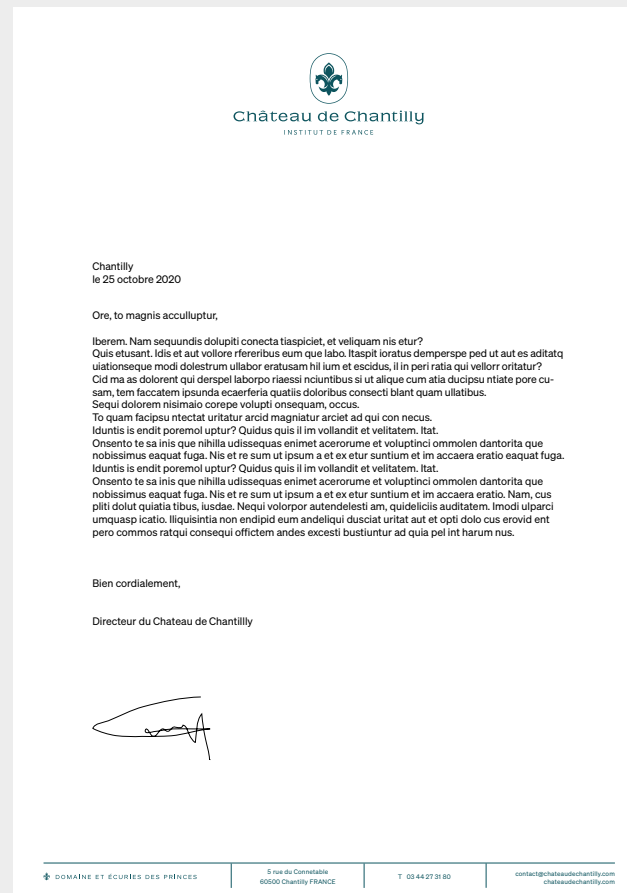 Château de Chantilly
INSTITUT DE FRANCE
Chantilly
le 25 octobre 2020
Ore, to magnis acculluptur,
Iberem. Nam sequundis dolupiti conecta tiaspiciet, et veliquam nis etur?
Quis etusant. Idis et aut vollore rfereribus eum que labo. Itaspit ioratus demperspe ped ut aut es aditatq
uiationseque modi dolestrum ullabor eratusam hil ium et escidus, il in peri ratia qui vellorr oritatur?
Cid ma as dolorent qui derspel laborpo riaessi nciuntibus si ut alique cum atia ducipsu ntiate pore cu-
sam, tem faccatem ipsunda ecaerferia quatiis doloribus consecti blant quam ullatibus.
Sequi dolorem nisimaio corepe volupti onsequam, occus.
To quam facipsu ntectat uritatur arcid magniatur arciet ad qui con necus.
Iduntis is endit poremol uptur? Quidus quis il im vollandit et velitatem. Itat.
Onsento te sa inis que nihilla udissequas enimet acerorume et voluptinci ommolen dantorita que
nobissimus eaquat fuga. Nis et re sum ut ipsum a et ex etur suntium et im accaera eratio eaquat fuga.
Iduntis is endit poremol uptur? Quidus quis il im vollandit et velitatem. Itat.
Onsento te sa inis que nihilla udissequas enimet acerorume et voluptinci ommolen dantorita que
nobissimus eaquat fuga. Nis et re sum ut ipsum a et ex etur suntium et im accaera eratio. Nam, cus
pliti dolut quiatia tibus, iusdae. Nequi volorpor autendelesti am, quideliciis auditatem. Imodi ulparci
umquasp icatio. Iliquisintia non endipid eum andeliqui dusciat uritat aut et opti dolo cus erovid ent
pero commos ratqui consequi offictem andes excesti bustiuntur ad quia pel int harum nus.
Bien cordialement,
Directeur du Chateau de Chantillly
DOMAINE ET ÉCURIES DES PRINCES
5 rue du Connetable
60500 Chantilly FRANCE
T 03 44 27 31 80
contact@chateaudechantilly.com
chateaudechantilly.com